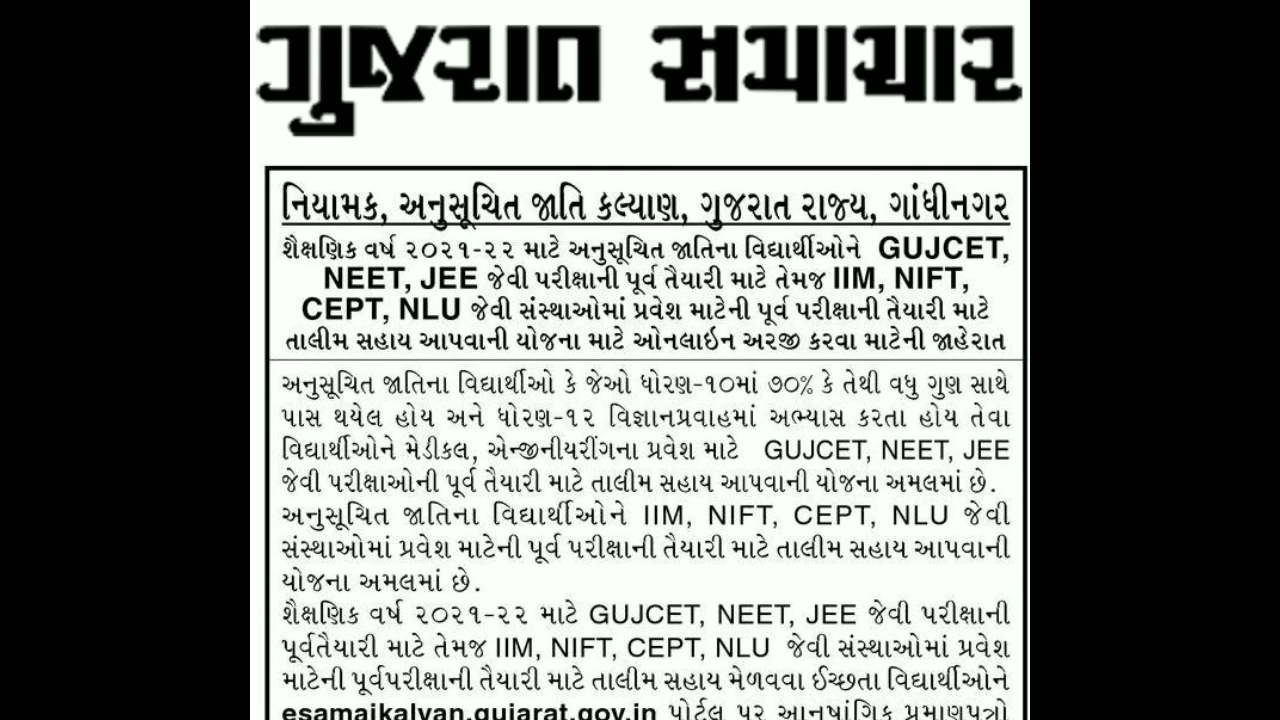 ગુજરાત સમાચાર
નિયામક, અનુસૂચિત જાતિ કલ્યાણ, ગુજરાત રાજ્ય, ગાંધીનગર
શૈક્ષણિક વર્ષ ૨૦૨૧-૨૨ માટે અનુસૂચિત જાતિના વિદ્યાર્થીઓને GUJCET,
NEET, JEE જેવી પરીક્ષાની પૂર્વ તૈયારી માટે તેમજ IIM, NIFT,
CEPT, NLU જેવી સંસ્થાઓમાં પ્રવેશ માટેની પૂર્વ પરીક્ષાની તૈયારી માટે
તાલીમ સહાય આપવાની યોજના માટે ઓનલાઇન અરજી કરવા માટેની જાહેરાત
અનુસૂચિત જાતિના વિદ્યાર્થીઓ કે જેઓ ધોરણ-૧૦માં ૭૦% કે તેથી વધુ ગુણ સાથે
પાસ થયેલ હોય અને ધોરણ-૧૨ વિજ્ઞાનપ્રવાહમાં અભ્યાસ કરતા હોય તેવા
વિદ્યાર્થીઓને મેડીકલ, એન્જીનીયરીંગના પ્રવેશ માટે GUJCET, NEET, JEE
જેવી પરીક્ષાઓની પૂર્વ તૈયારી માટે તાલીમ સહાય આપવાની યોજના અમલમાં છે.
અનુસૂચિત જાતિના વિદ્યાર્થીઓને IIM, NIFT, CEPT, NLU જેવી
સંસ્થાઓમાં પ્રવેશ માટેની પૂર્વ પરીક્ષાની તૈયારી માટે તાલીમ સહાય આપવાની
યોજના અમલમાં છે.
શૈક્ષણિક વર્ષ ૨૦૨૧-૨૨ માટે GUJCET, NEET, JEE જેવી પરીક્ષાની
પૂર્વતૈયારી માટે તેમજ IIM, NIFT, CEPT, NLU જેવી સંસ્થાઓમાં પ્રવેશ
માટેની પૂર્વપરીક્ષાની તૈયારી માટે તાલીમ સહાય મેળવવા ઈચ્છતા વિદ્યાર્થીઓને
esamajkalyan.gujarat.gov.in પોર્ટલ પર આનુષાંગિક પ્રમાણપત્રો